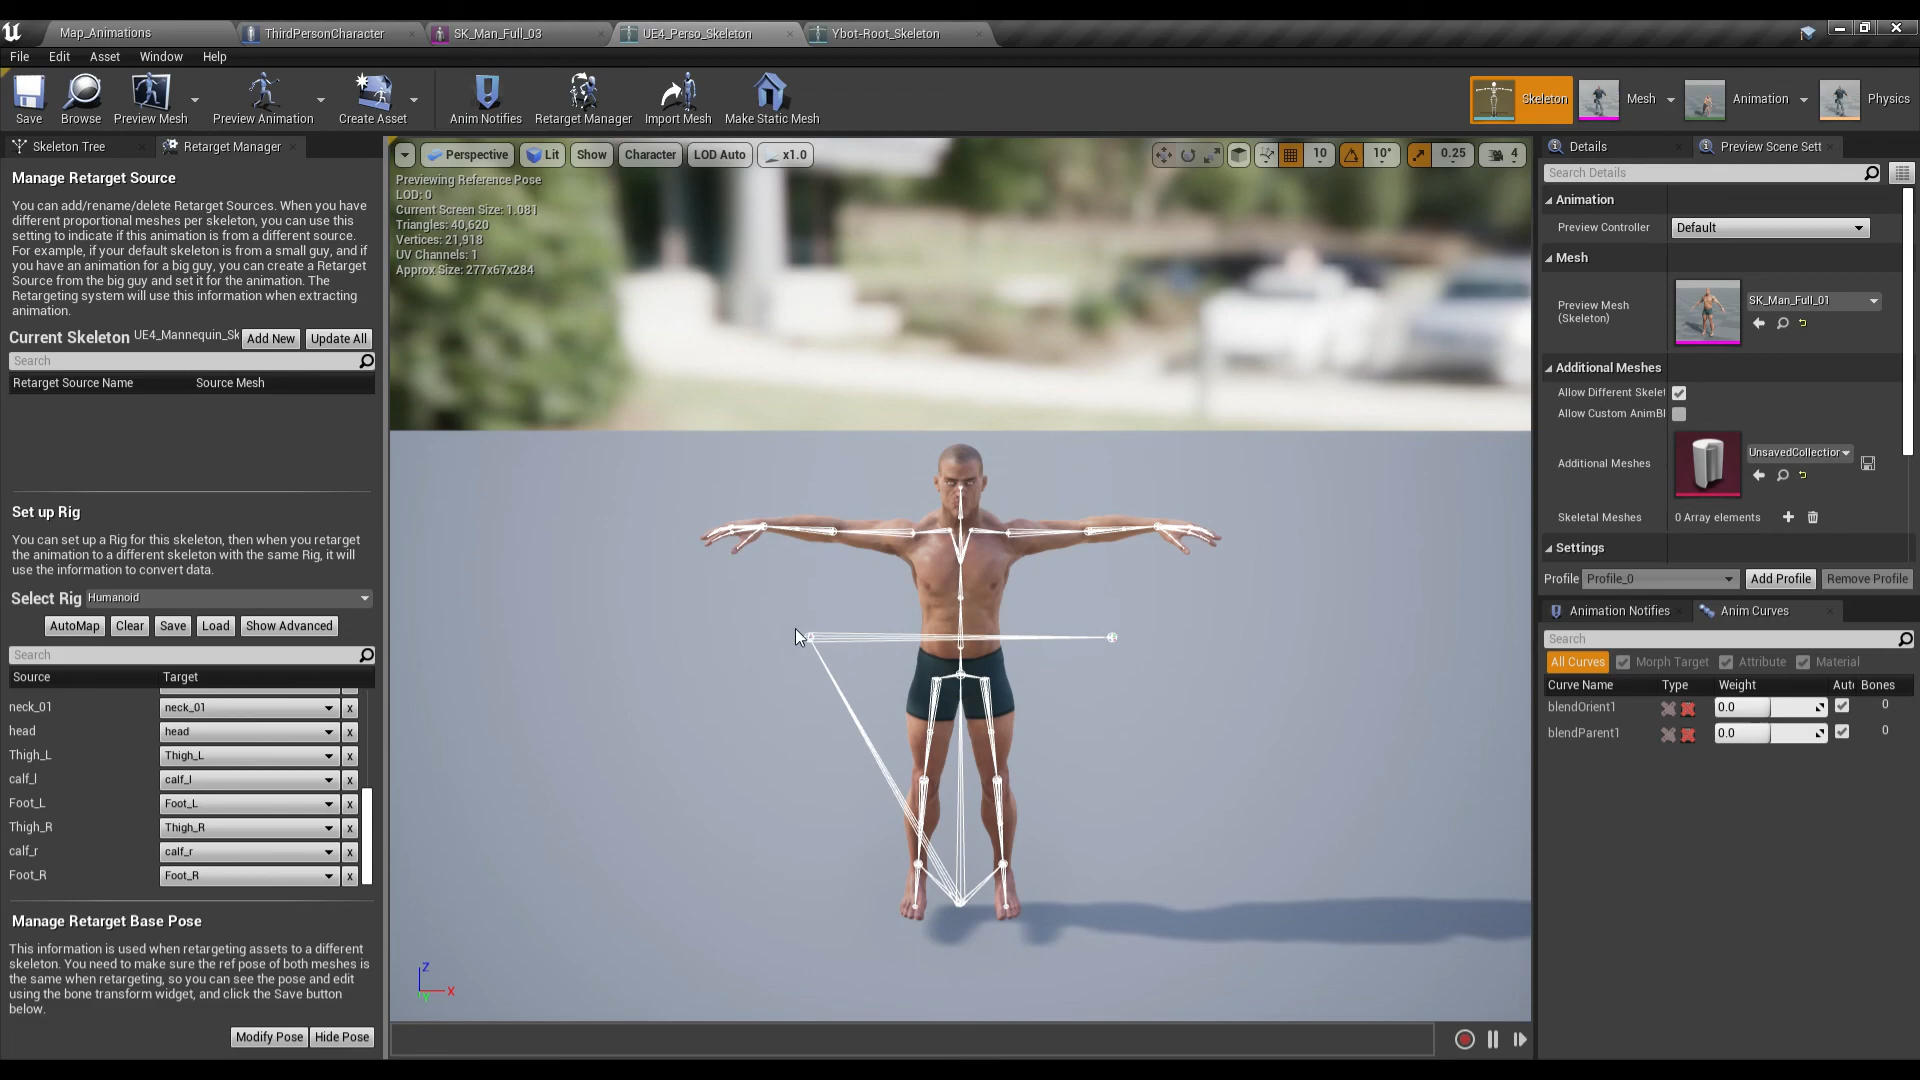 Map_Animations
ThirdPersonCharacter
SK_Man_Full_03
UE4_Perso_Skeleton
Ybot-Root_Skeleton
File Edit Asset Window Help
Save
Browse
Preview Mesh
Preview Animation
Create Asset
Anim Notifies
Retarget Manager
Import Mesh
Make Static Mesh
Skeleton
Mesh
Animation
Physics
Skeleton Tree
Retarget Manager
Manage Retarget Source
You can add/rename/delete Retarget Sources. When you have
different proportional meshes per skeleton, you can use this
setting to indicate if this animation is from a different source.
For example, if your default skeleton is from a small guy, and if
you have an animation for a big guy, you can create a Retarget
Source from the big guy and set it for the animation. The
Retargeting system will use this information when extracting
animation.
Current Skeleton UE4_Mannequin_Sk Add New Update All
Search
Retarget Source Name Source Mesh
Set up Rig
You can set up a Rig for this skeleton, then when you retarget
the animation to a different skeleton with the same Rig, it will
use the information to convert data.
Select Rig Humanoid
AutoMap Clear Save Load Show Advanced
Search
Source Target
neck_01 neck_01 x
head head x
Thigh_L Thigh_L x
calf_l calf_l x
Foot_L Foot_L x
Thigh_R Thigh_R x
calf_r calf_r x
Foot_R Foot_R x
Manage Retarget Base Pose
This information is used when retargeting assets to a different
skeleton. You need to make sure the ref pose of both meshes is
the same when retargeting, so you can see the pose and edit
using the bone transform widget, and click the Save button
below.
Modify Pose Hide Pose
Perspective Lit Show Character LOD Auto x1.0
10 10° 0.25 4
Previewing Reference Pose
LOD: 0
Current Screen Size: 1.081
Triangles: 40,620
Vertices: 21,918
UV Channels: 1
Approx Size: 277x67x284
Z
X
Y
Details
Preview Scene Sett
Search Details
Animation
Preview Controller Default
Mesh
Preview Mesh
(Skeleton)
SK_Man_Full_01
Additional Meshes
Allow Different Skelet
Allow Custom AnimBl
Additional Meshes
UnsavedCollection
Skeletal Meshes 0 Array elements
Settings
Profile Profile_0 Add Profile Remove Profile
Animation Notifies
Anim Curves
Search
All Curves Morph Target Attribute Material
Curve Name Type Weight Auto Bones
blendOrient1 0.0 0
blendParent1 0.0 0